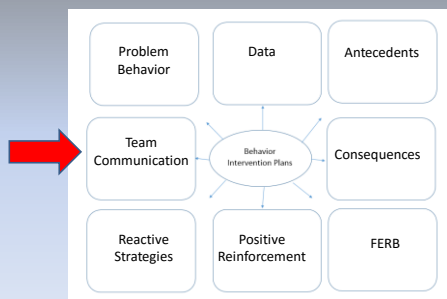 Problem
Behavior
Data
Antecedents
Team
Communication
Behavior
Intervention Plans
Consequences
Reactive
Strategies
Positive
Reinforcement
FERB